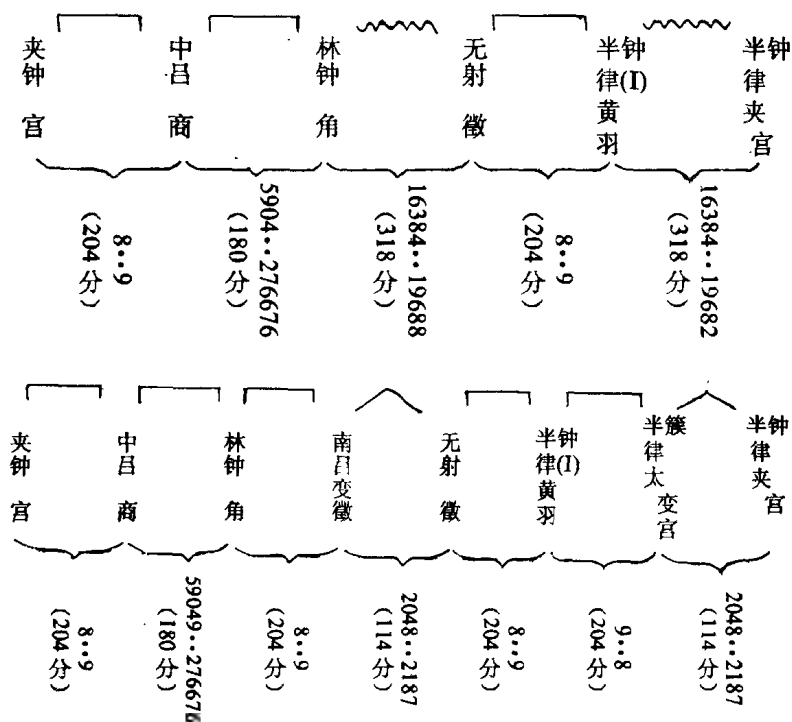 夹钟 宫
中吕 商
林钟 角
无射 徵
半律黄钟(I) 羽
半律夹钟 宫
8∶9
(204分)
5904∶276676
(180分)
16384∶19688
(318分)
8∶9
(204分)
16384∶19682
(318分)
夹钟 宫
中吕 商
林钟 角
南吕变徵
无射 徵
半律黄钟(I) 羽
半律太簇 变宫
半律夹钟 宫
8∶9
(204分)
59049∶276676
(180分)
8∶9
(204分)
2048∶2187
(114分)
8∶9
(204分)
9∶8
(204分)
2048∶2187
(114分)